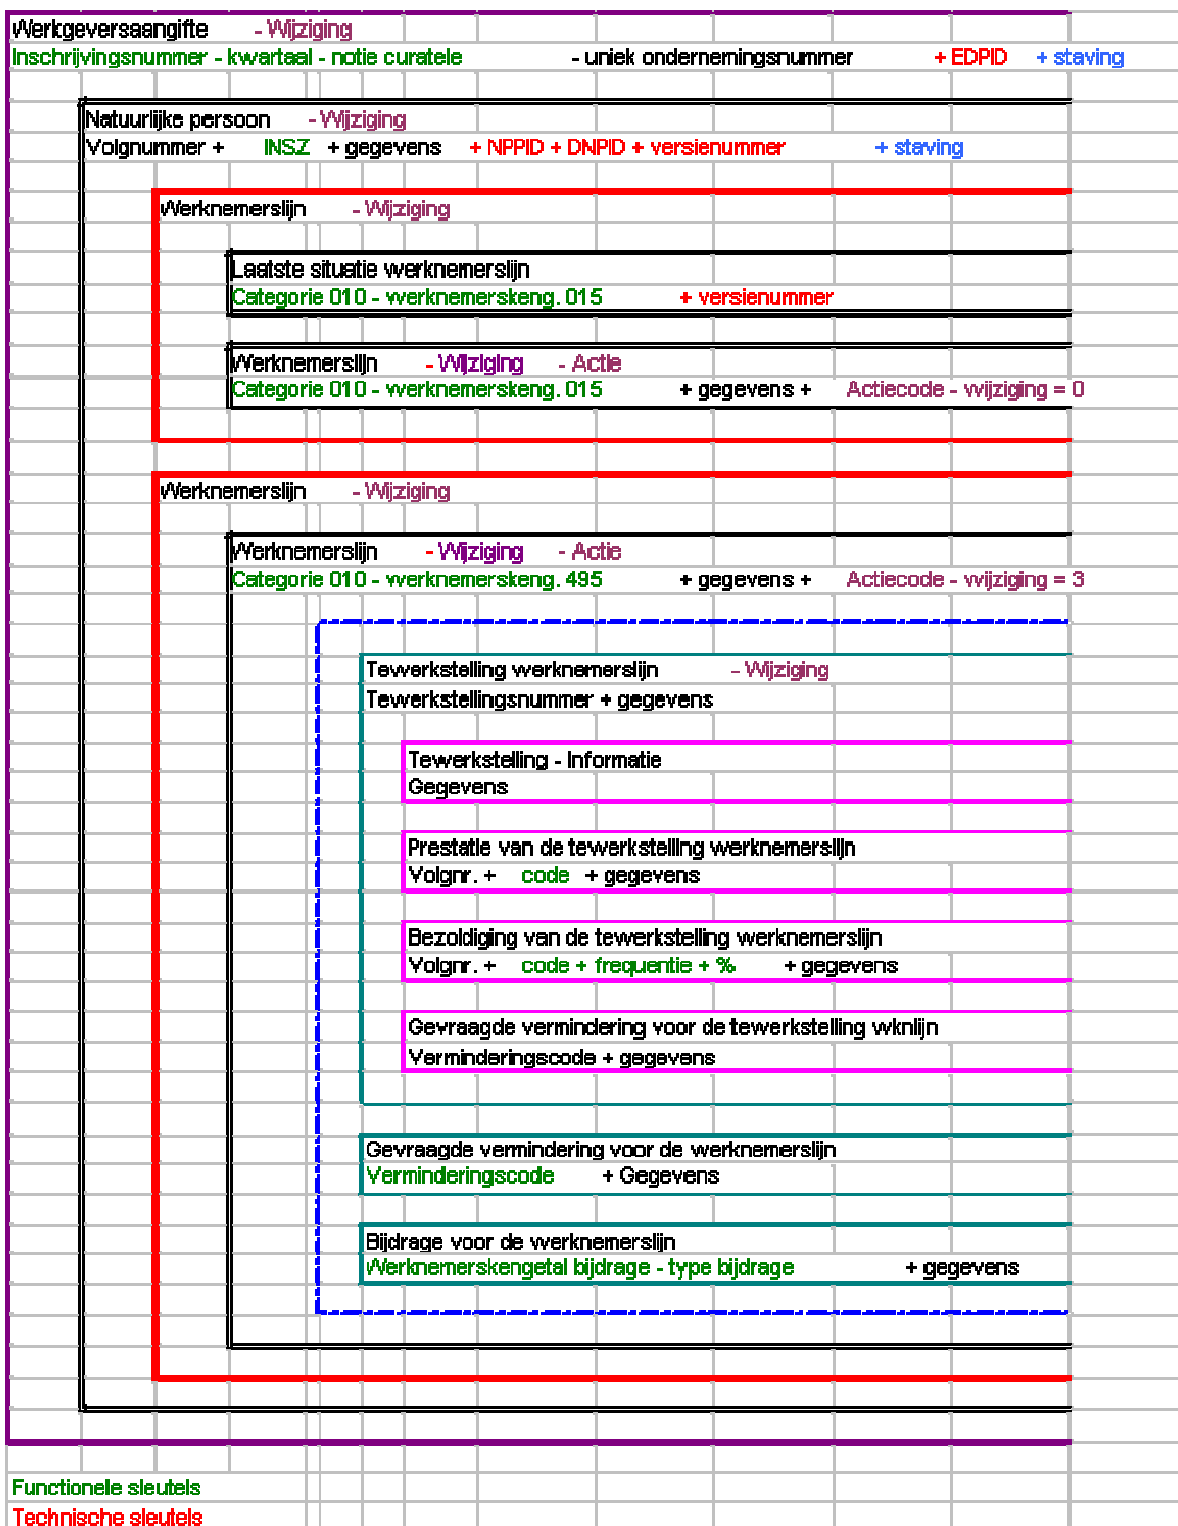 Werkgeversaangifte - Wijziging
Inschrijvingsnummer - kwartaal - notie curatele - uniek ondernemingsnummer + EDPID + staving
Natuurlijke persoon - Wijziging
Volgnummer + INSZ + gegevens + NPPID + DNPID + versienummer + staving
Werknemerslijn - Wijziging
Laatste situatie werknemerslijn
Categorie 010 - werknemerskeng. 015 + versienummer
Werknemerslijn - Wijziging - Actie
Categorie 010 - werknemerskeng. 015 + gegevens + Actiecode - wijziging = 0
Werknemerslijn - Wijziging
Werknemerslijn - Wijziging - Actie
Categorie 010 - werknemerskeng. 495 + gegevens + Actiecode - wijziging = 3
Tewerkstelling werknemerslijn - Wijziging
Tewerkstellingsnummer + gegevens
Tewerkstelling - Informatie
Gegevens
Prestatie van de tewerkstelling werknemerslijn
Volgnr. + code + gegevens
Bezoldiging van de tewerkstelling werknemerslijn
Volgnr. + code + frequentie + % + gegevens
Gevraagde vermindering voor de tewerkstelling wknlijn
Verminderingscode + gegevens
Gevraagde vermindering voor de werknemerslijn
Verminderingscode + Gegevens
Bijdrage voor de werknemerslijn
Werknemerskengetal bijdrage - type bijdrage + gegevens
Functionele sleutels
Technische sleutels